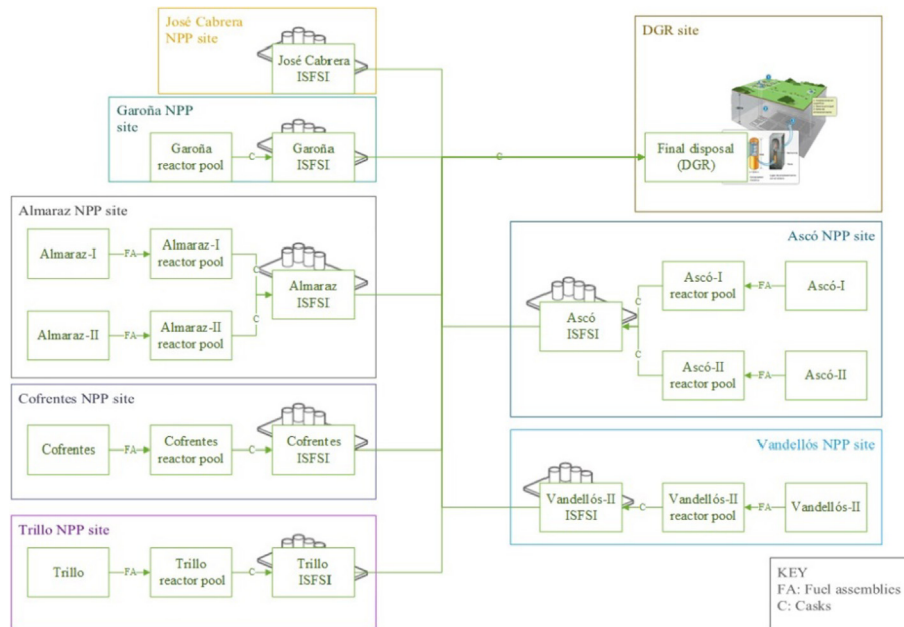 José Cabrera
NPP site
José Cabrera
ISFSI
Garoña NPP
site
Garoña
reactor pool
C
Garoña
ISFSI
Almaraz NPP site
Almaraz-I
FA
Almaraz-I
reactor pool
C
Almaraz-II
FA
Almaraz-II
reactor pool
C
Almaraz
ISFSI
Cofrentes NPP site
Cofrentes
FA
Cofrentes
reactor pool
C
Cofrentes
ISFSI
Trillo NPP site
Trillo
FA
Trillo
reactor pool
C
Trillo
ISFSI
C
DGR site
Final disposal
(DGR)
Ascó NPP site
Ascó
ISFSI
C
Ascó-I
reactor pool
FA
Ascó-I
C
Ascó-II
reactor pool
FA
Ascó-II
Vandellós NPP site
Vandellós-II
ISFSI
C
Vandellós-II
reactor pool
FA
Vandellós-II
KEY
FA: Fuel assemblies
C: Casks